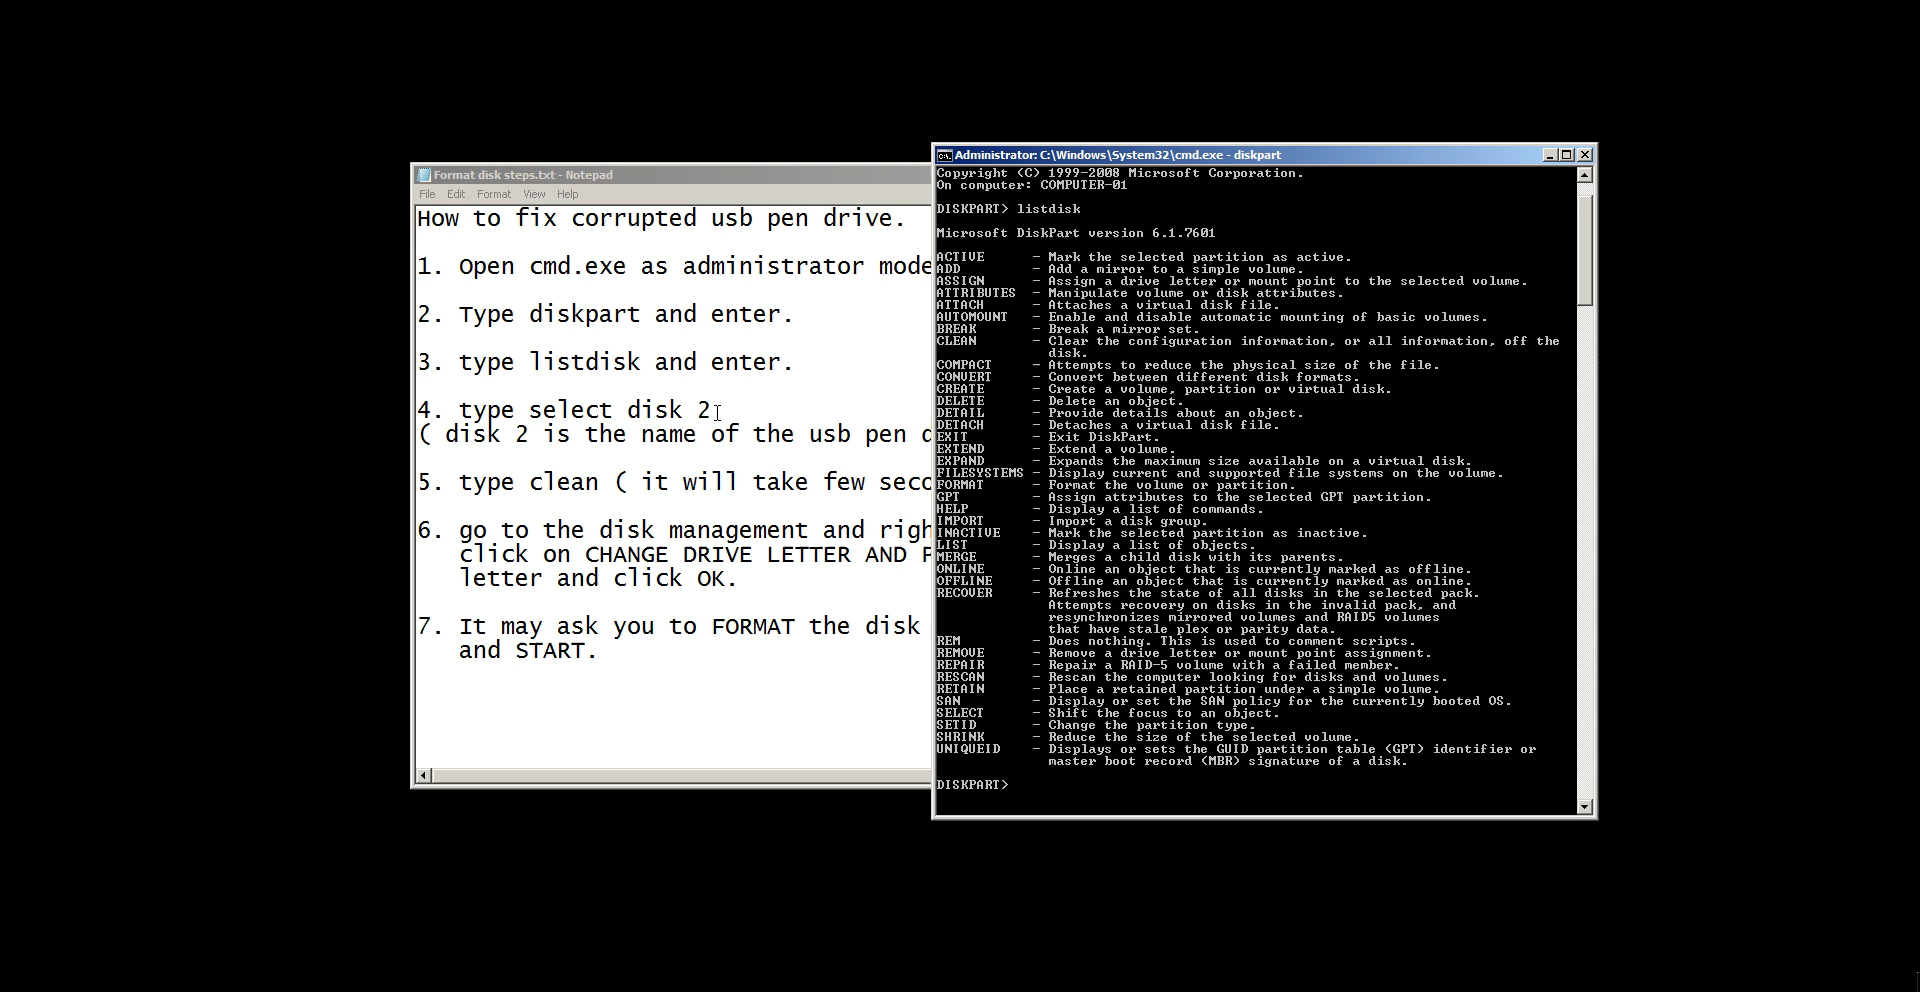 Format disk steps.txt - Notepad
File Edit Format View Help
How to fix corrupted usb pen drive.
1. Open cmd.exe as administrator mode
2. Type diskpart and enter.
3. type listdisk and enter.
4. type select disk 2
( disk 2 is the name of the usb pen d
5. type clean ( it will take few seco
6. go to the disk management and righ
click on CHANGE DRIVE LETTER AND P
letter and click OK.
7. It may ask you to FORMAT the disk
and START.
Administrator: C:\Windows\System32\cmd.exe - diskpart
Copyright (C) 1999-2008 Microsoft Corporation.
On computer: COMPUTER-01
DISKPART> listdisk
Microsoft DiskPart version 6.1.7601
ACTIVE - Mark the selected partition as active.
ADD - Add a mirror to a simple volume.
ASSIGN - Assign a drive letter or mount point to the selected volume.
ATTRIBUTES - Manipulate volume or disk attributes.
ATTACH - Attaches a virtual disk file.
AUTOMOUNT - Enable and disable automatic mounting of basic volumes.
BREAK - Break a mirror set.
CLEAN - Clear the configuration information, or all information, off the
disk.
COMPACT - Attempts to reduce the physical size of the file.
CONVERT - Convert between different disk formats.
CREATE - Create a volume, partition or virtual disk.
DELETE - Delete an object.
DETAIL - Provide details about an object.
DETACH - Detaches a virtual disk file.
EXIT - Exit DiskPart.
EXTEND - Extend a volume.
EXPAND - Expands the maximum size available on a virtual disk.
FILESYSTEMS - Display current and supported file systems on the volume.
FORMAT - Format the volume or partition.
GPT - Assign attributes to the selected GPT partition.
HELP - Display a list of commands.
IMPORT - Import a disk group.
INACTIVE - Mark the selected partition as inactive.
LIST - Display a list of objects.
MERGE - Merges a child disk with its parents.
ONLINE - Online an object that is currently marked as offline.
OFFLINE - Offline an object that is currently marked as online.
RECOVER - Refreshes the state of all disks in the selected pack.
Attempts recovery on disks in the invalid pack, and
resynchronizes mirrored volumes and RAID5 volumes
that have stale plex or parity data.
REM - Does nothing. This is used to comment scripts.
REMOVE - Remove a drive letter or mount point assignment.
REPAIR - Repair a RAID-5 volume with a failed member.
RESCAN - Rescan the computer looking for disks and volumes.
RETAIN - Place a retained partition under a simple volume.
SAN - Display or set the SAN policy for the currently booted OS.
SELECT - Shift the focus to an object.
SETID - Change the partition type.
SHRINK - Reduce the size of the selected volume.
UNIQUEID - Displays or sets the GUID partition table (GPT) identifier or
master boot record (MBR) signature of a disk.
DISKPART>